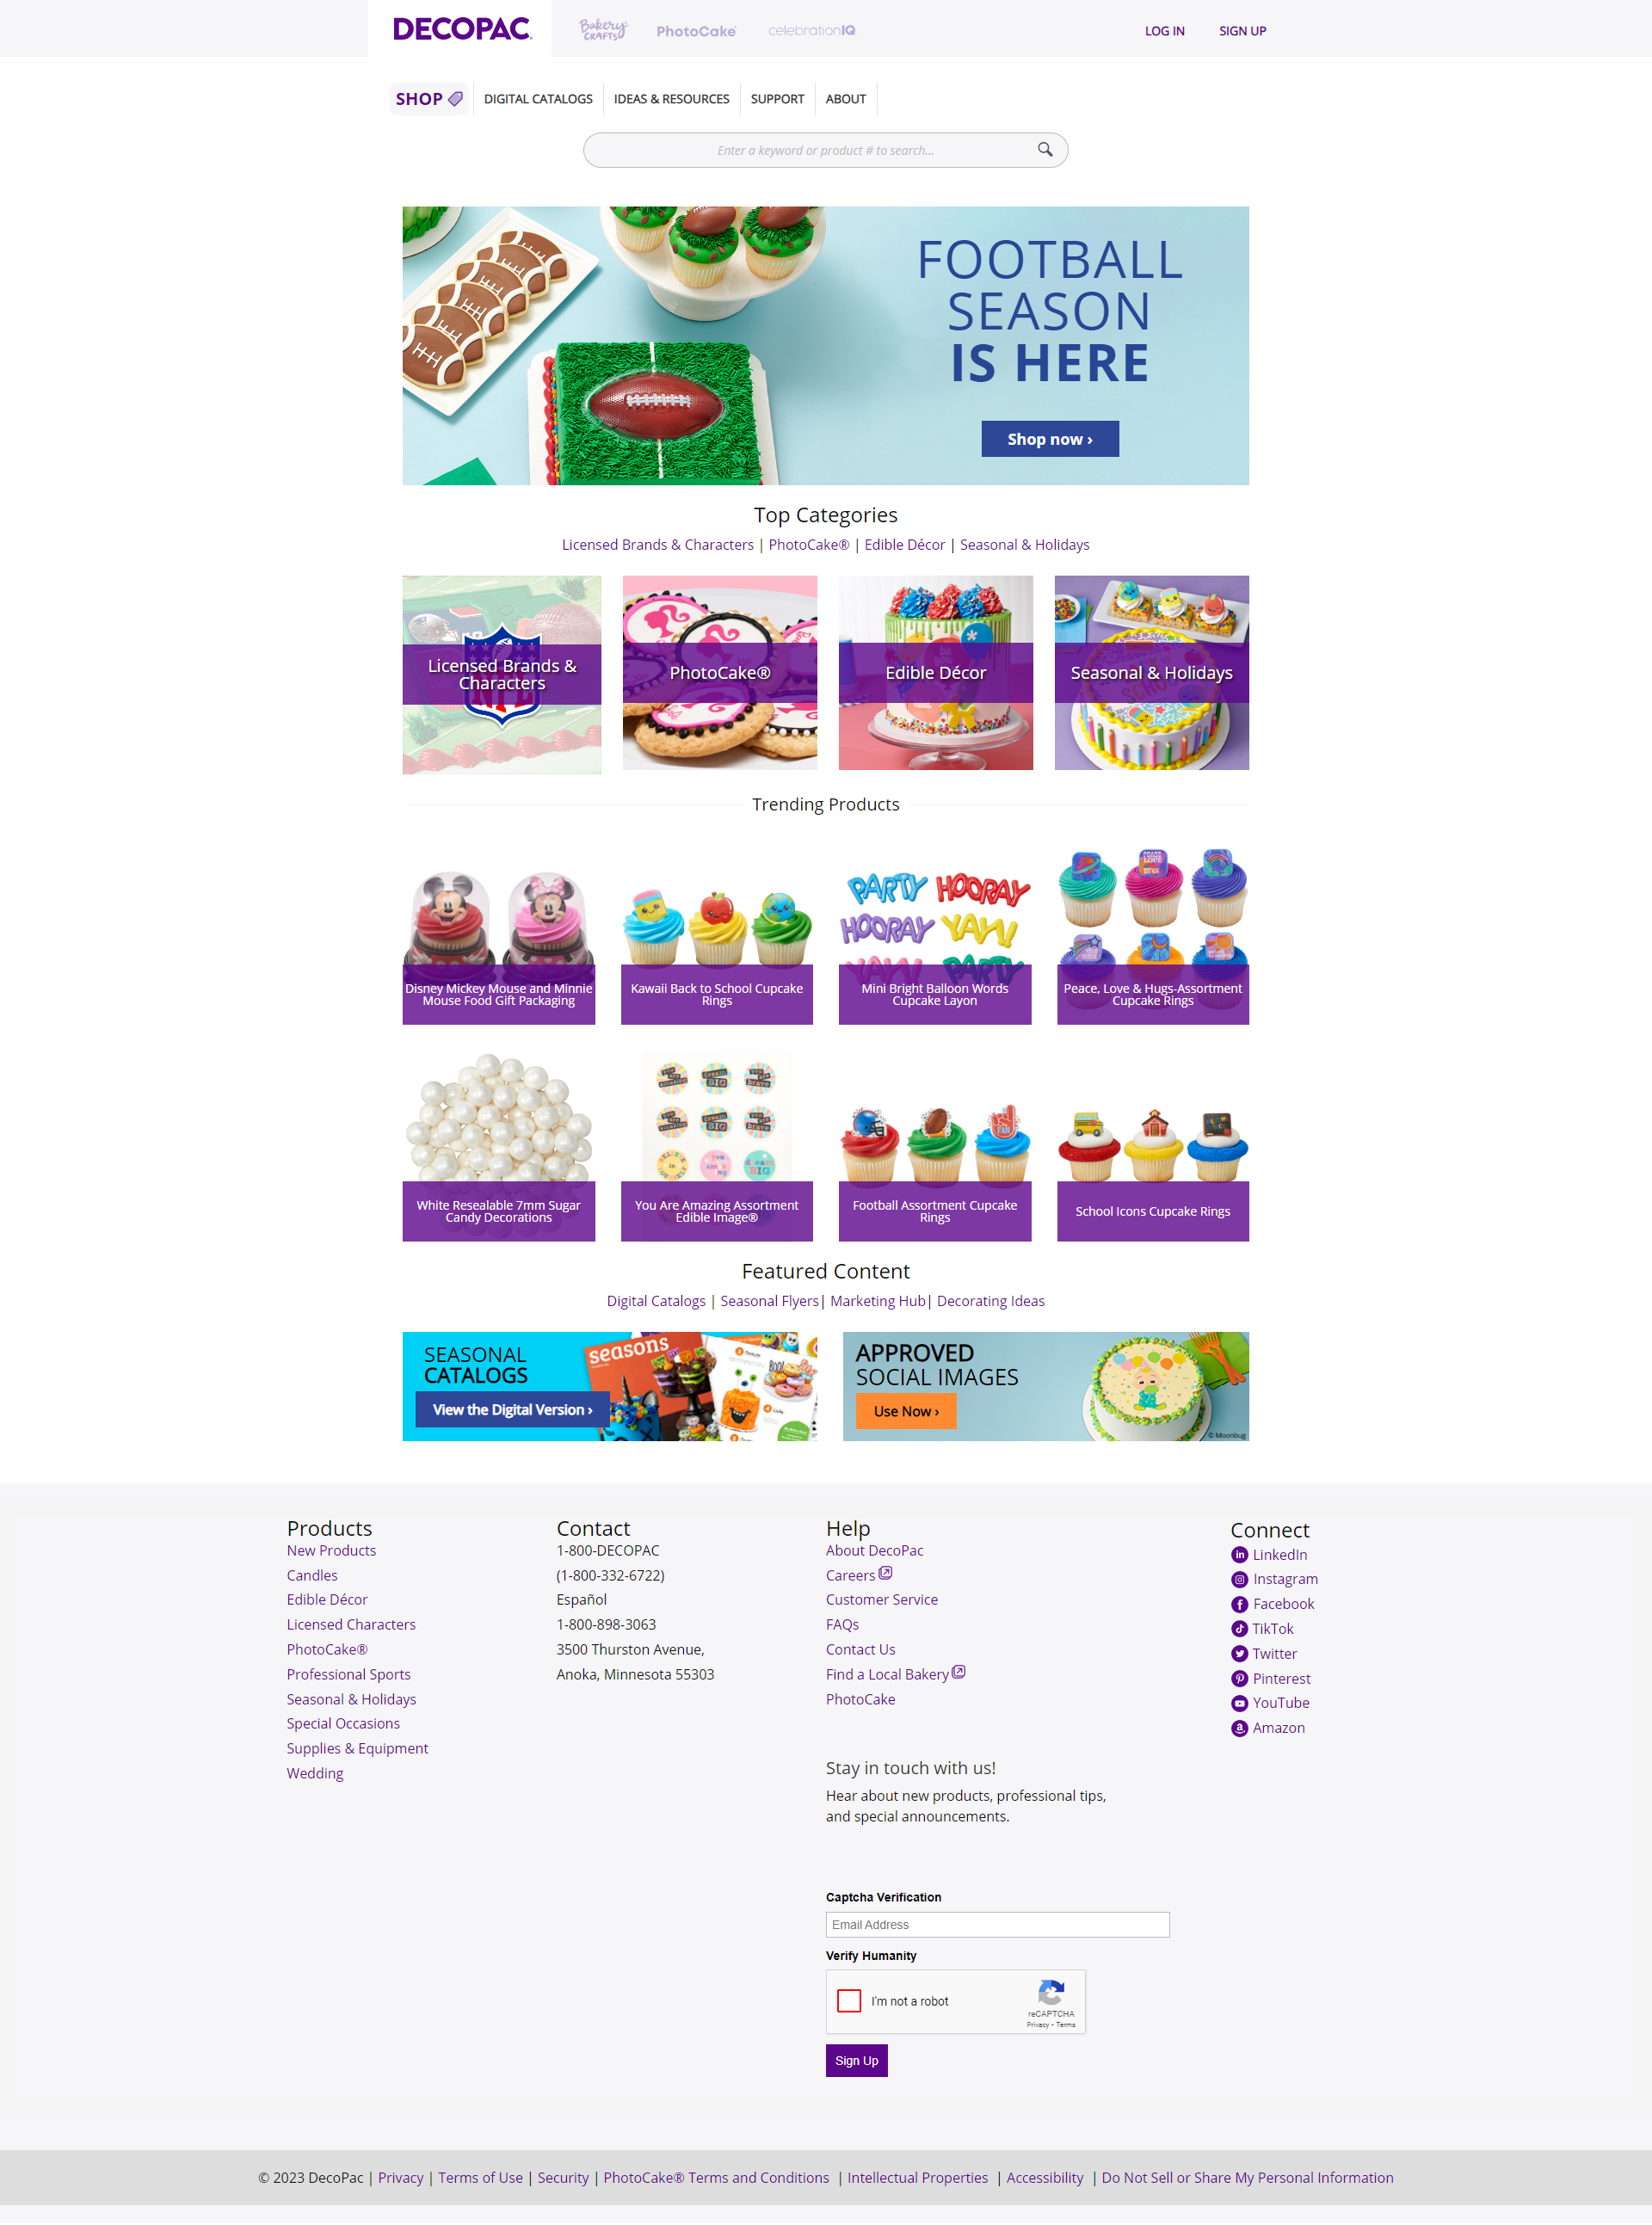 DECOPAC
Bakery CRAFTS
PhotoCake
celebrationIQ
LOG IN
SIGN UP
SHOP
DIGITAL CATALOGS
IDEAS & RESOURCES
SUPPORT
ABOUT
Enter a keyword or product # to search...
FOOTBALL
SEASON
IS HERE
Shop now ›
Top Categories
Licensed Brands & Characters | PhotoCake® | Edible Décor | Seasonal & Holidays
Licensed Brands &
Characters
PhotoCake®
Edible Décor
Seasonal & Holidays
Trending Products
PARTY HOORAY
HOORAY YAY!
YAY! PARTY
Disney Mickey Mouse and Minnie
Mouse Food Gift Packaging
Kawaii Back to School Cupcake
Rings
Mini Bright Balloon Words
Cupcake Layon
Peace, Love & Hugs-Assortment
Cupcake Rings
White Resealable 7mm Sugar
Candy Decorations
You Are Amazing Assortment
Edible Image®
Football Assortment Cupcake
Rings
School Icons Cupcake Rings
Featured Content
Digital Catalogs | Seasonal Flyers| Marketing Hub| Decorating Ideas
SEASONAL
CATALOGS
View the Digital Version ›
seasons
BOO!
APPROVED
SOCIAL IMAGES
Use Now ›
© Moonbug
Products
New Products
Candles
Edible Décor
Licensed Characters
PhotoCake®
Professional Sports
Seasonal & Holidays
Special Occasions
Supplies & Equipment
Wedding
Contact
1-800-DECOPAC
(1-800-332-6722)
Español
1-800-898-3063
3500 Thurston Avenue,
Anoka, Minnesota 55303
Help
About DecoPac
Careers
Customer Service
FAQs
Contact Us
Find a Local Bakery
PhotoCake
Stay in touch with us!
Hear about new products, professional tips,
and special announcements.
Captcha Verification
Email Address
Verify Humanity
I'm not a robot
reCAPTCHA
Privacy • Terms
Sign Up
Connect
LinkedIn
Instagram
Facebook
TikTok
Twitter
Pinterest
YouTube
Amazon
© 2023 DecoPac | Privacy | Terms of Use | Security | PhotoCake® Terms and Conditions | Intellectual Properties | Accessibility | Do Not Sell or Share My Personal Information